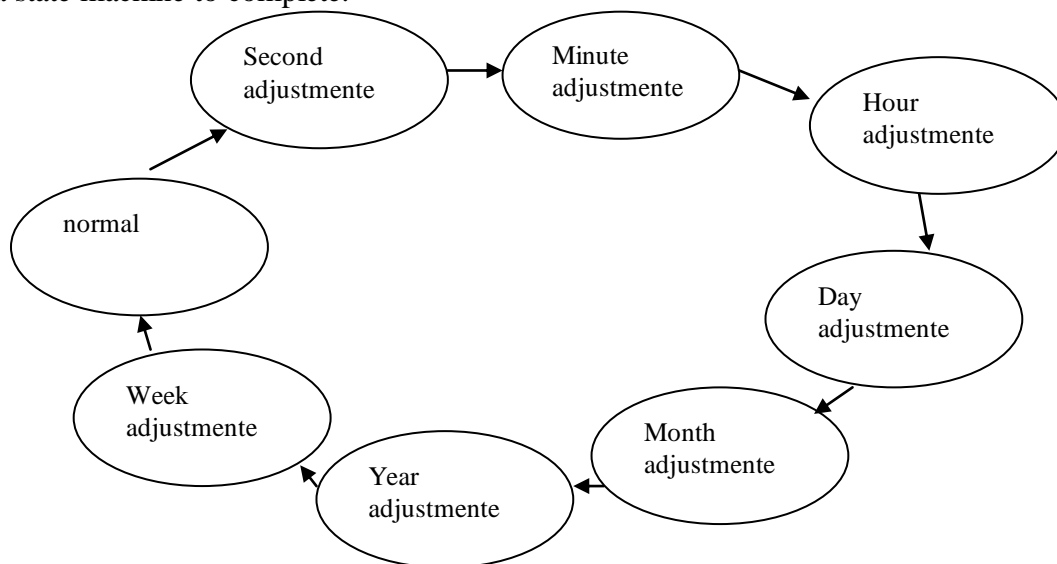 state machine to complete.
Second
adjustmente
Minute
adjustmente
Hour
adjustmente
normal
Day
adjustmente
Week
adjustmente
Month
adjustmente
Year
adjustmente